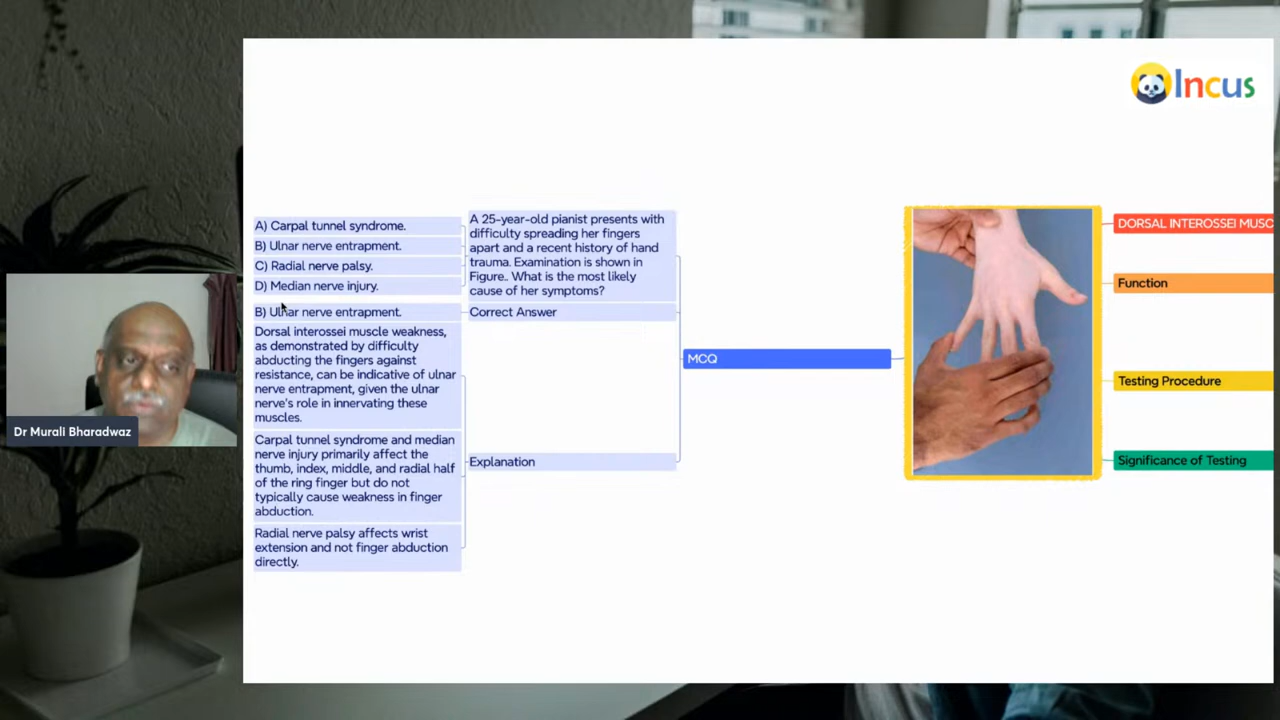 Incus
A) Carpal tunnel syndrome.
B) Ulnar nerve entrapment.
C) Radial nerve palsy.
D) Median nerve injury.
A 25-year-old pianist presents with
difficulty spreading her fingers
apart and a recent history of hand
trauma. Examination is shown in
Figure.. What is the most likely
cause of her symptoms?
B) Ulnar nerve entrapment.
Correct Answer
Dorsal interossei muscle weakness,
as demonstrated by difficulty
abducting the fingers against
resistance, can be indicative of ulnar
nerve entrapment, given the ulnar
nerve's role in innervating these
muscles.
Carpal tunnel syndrome and median
nerve injury primarily affect the
thumb, index, middle, and radial half
of the ring finger but do not
typically cause weakness in finger
abduction.
Radial nerve palsy affects wrist
extension and not finger abduction
directly.
Explanation
MCQ
DORSAL INTEROSSEI MUSC
Function
Testing Procedure
Significance of Testing
Dr Murali Bharadwaz